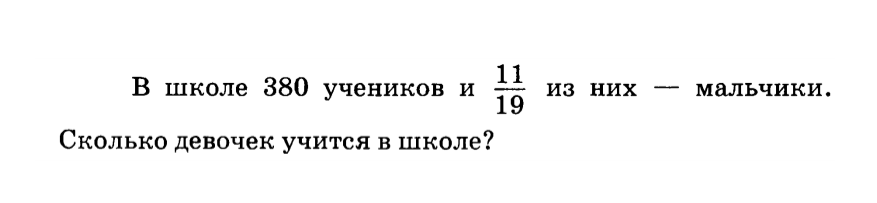 В школе 380 учеников и 11/19 из них — мальчики.
Сколько девочек учится в школе?